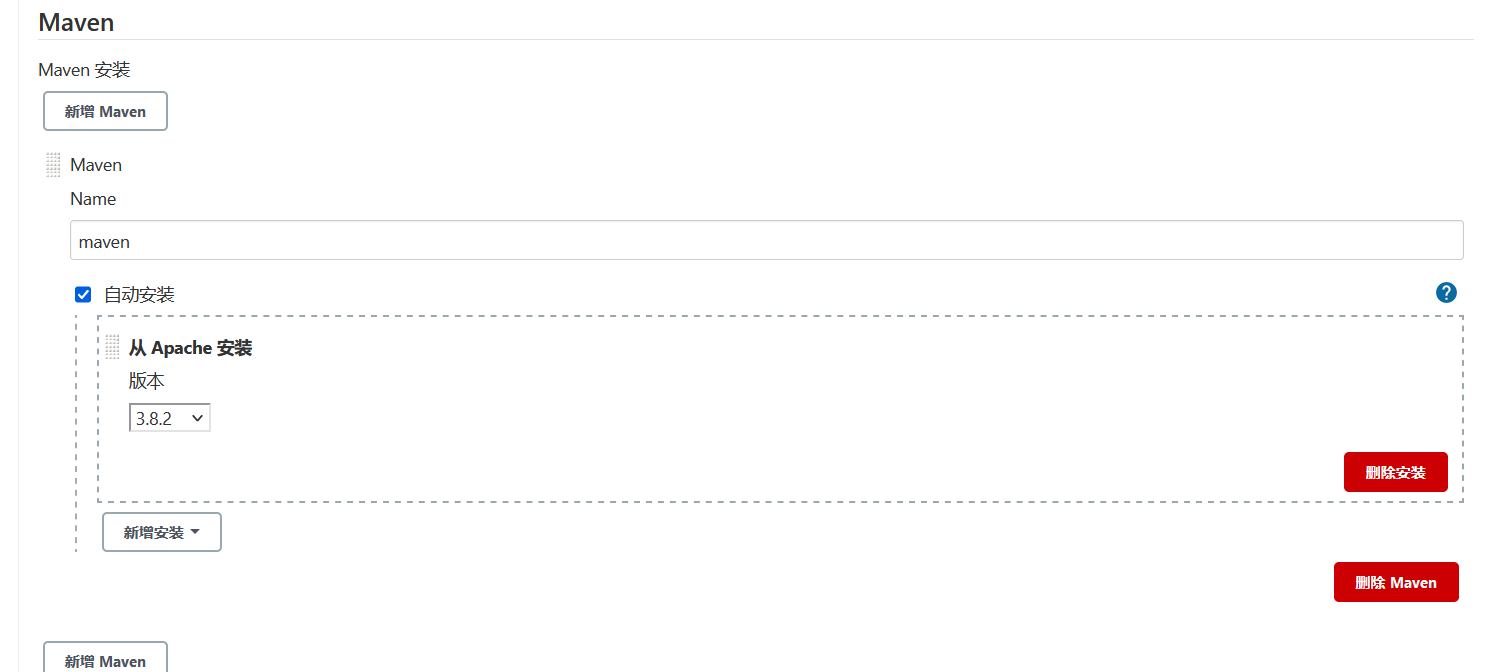 Maven
Maven 安装
新增 Maven
Maven
Name
maven
自动安装
?
从 Apache 安装
版本
3.8.2
删除安装
新增安装
删除 Maven
新增 Maven